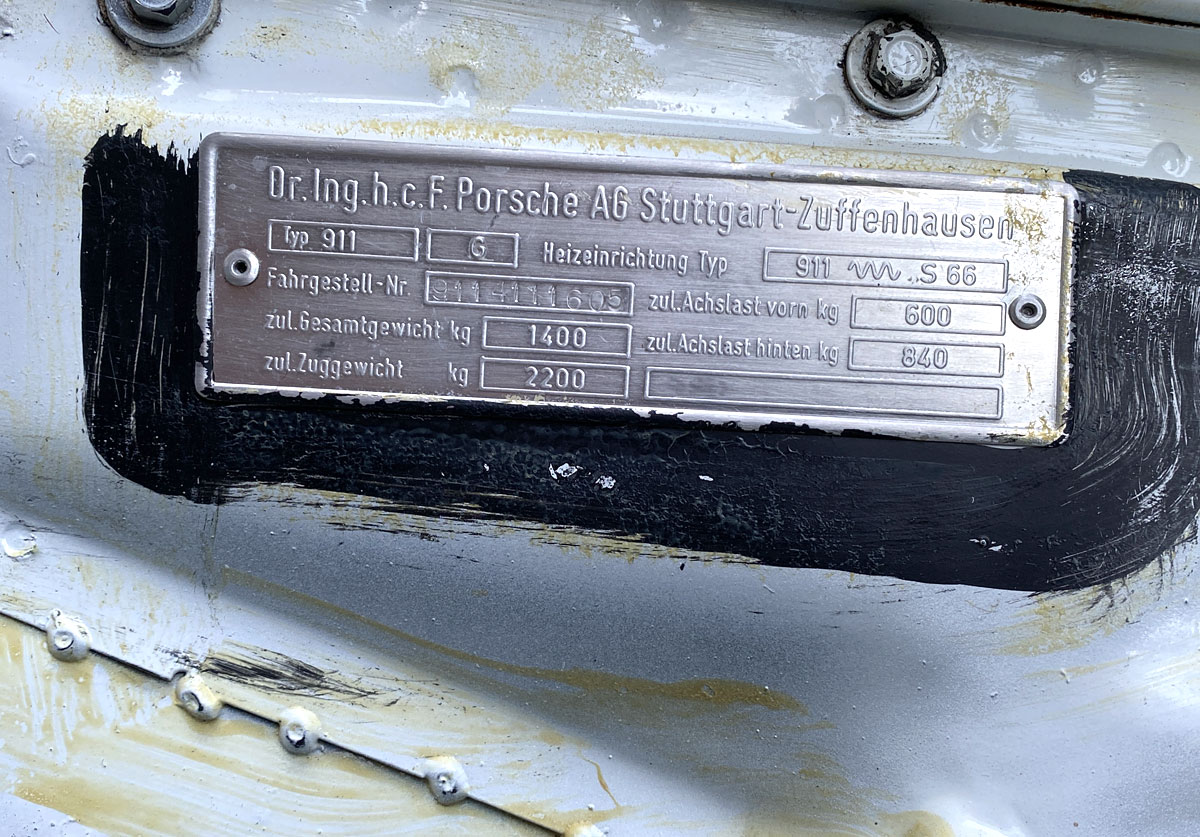 Dr.Ing.h.c.F. Porsche AG Stuttgart-Zuffenhausen
Typ 911 G Heizeinrichtung Typ 911 S 66
Fahrgestell-Nr. 9114111605 zul.Achslast vorn kg 600
zul.Gesamtgewicht kg 1400 zul.Achslast hinten kg 840
zul.Zuggewicht kg 2200